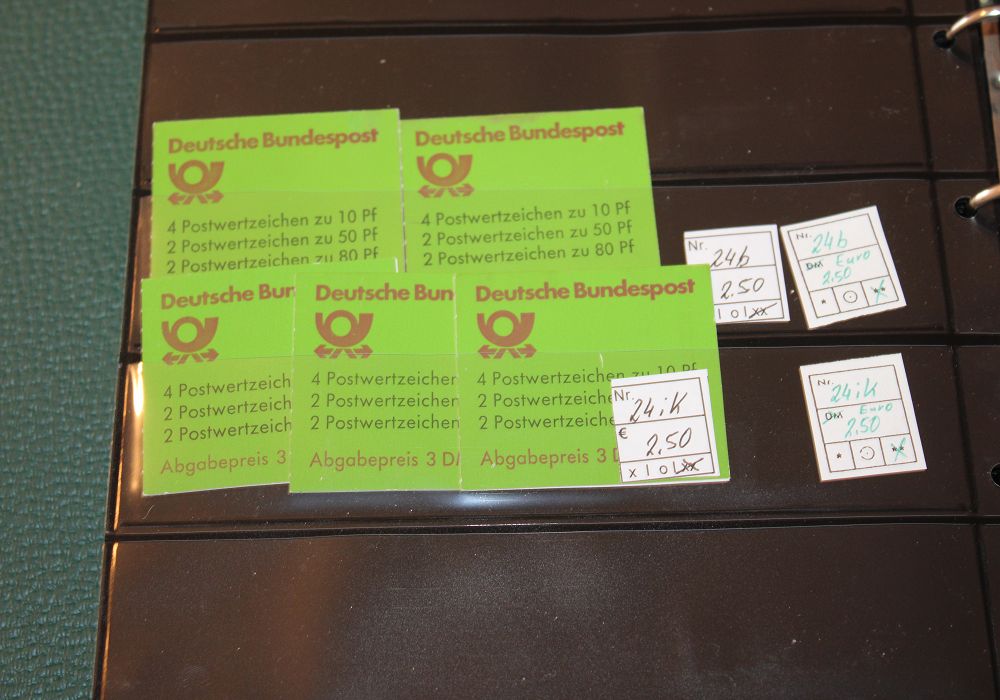 Deutsche Bundespost
4 Postwertzeichen zu 10 Pf
2 Postwertzeichen zu 50 Pf
2 Postwertzeichen zu 80 Pf
Deutsche Bundespost
4 Postwertzeichen zu 10 Pf
2 Postwertzeichen zu 50 Pf
2 Postwertzeichen zu 80 Pf
Nr.
24b
2.50
l o l xx
Nr.
24b
DM Euro
2.50
* **
Deutsche Bun
4 Postwertzeich
2 Postwertzeich
2 Postwertzeich
Abgabepreis 3
Deutsche Bun
4 Postwertzeichen
2 Postwertzeichen
2 Postwertzeichen
Abgabepreis 3 D
Deutsche Bundespost
4 Postwertzeichen zu 10 Pf
2 Postwertzeiche
2 Postwertzeiche
Abgabepreis 3 D
Nr.
24ik
€
2.50
x l o l xx
Nr.
24ik
DM Euro
2.50
* **